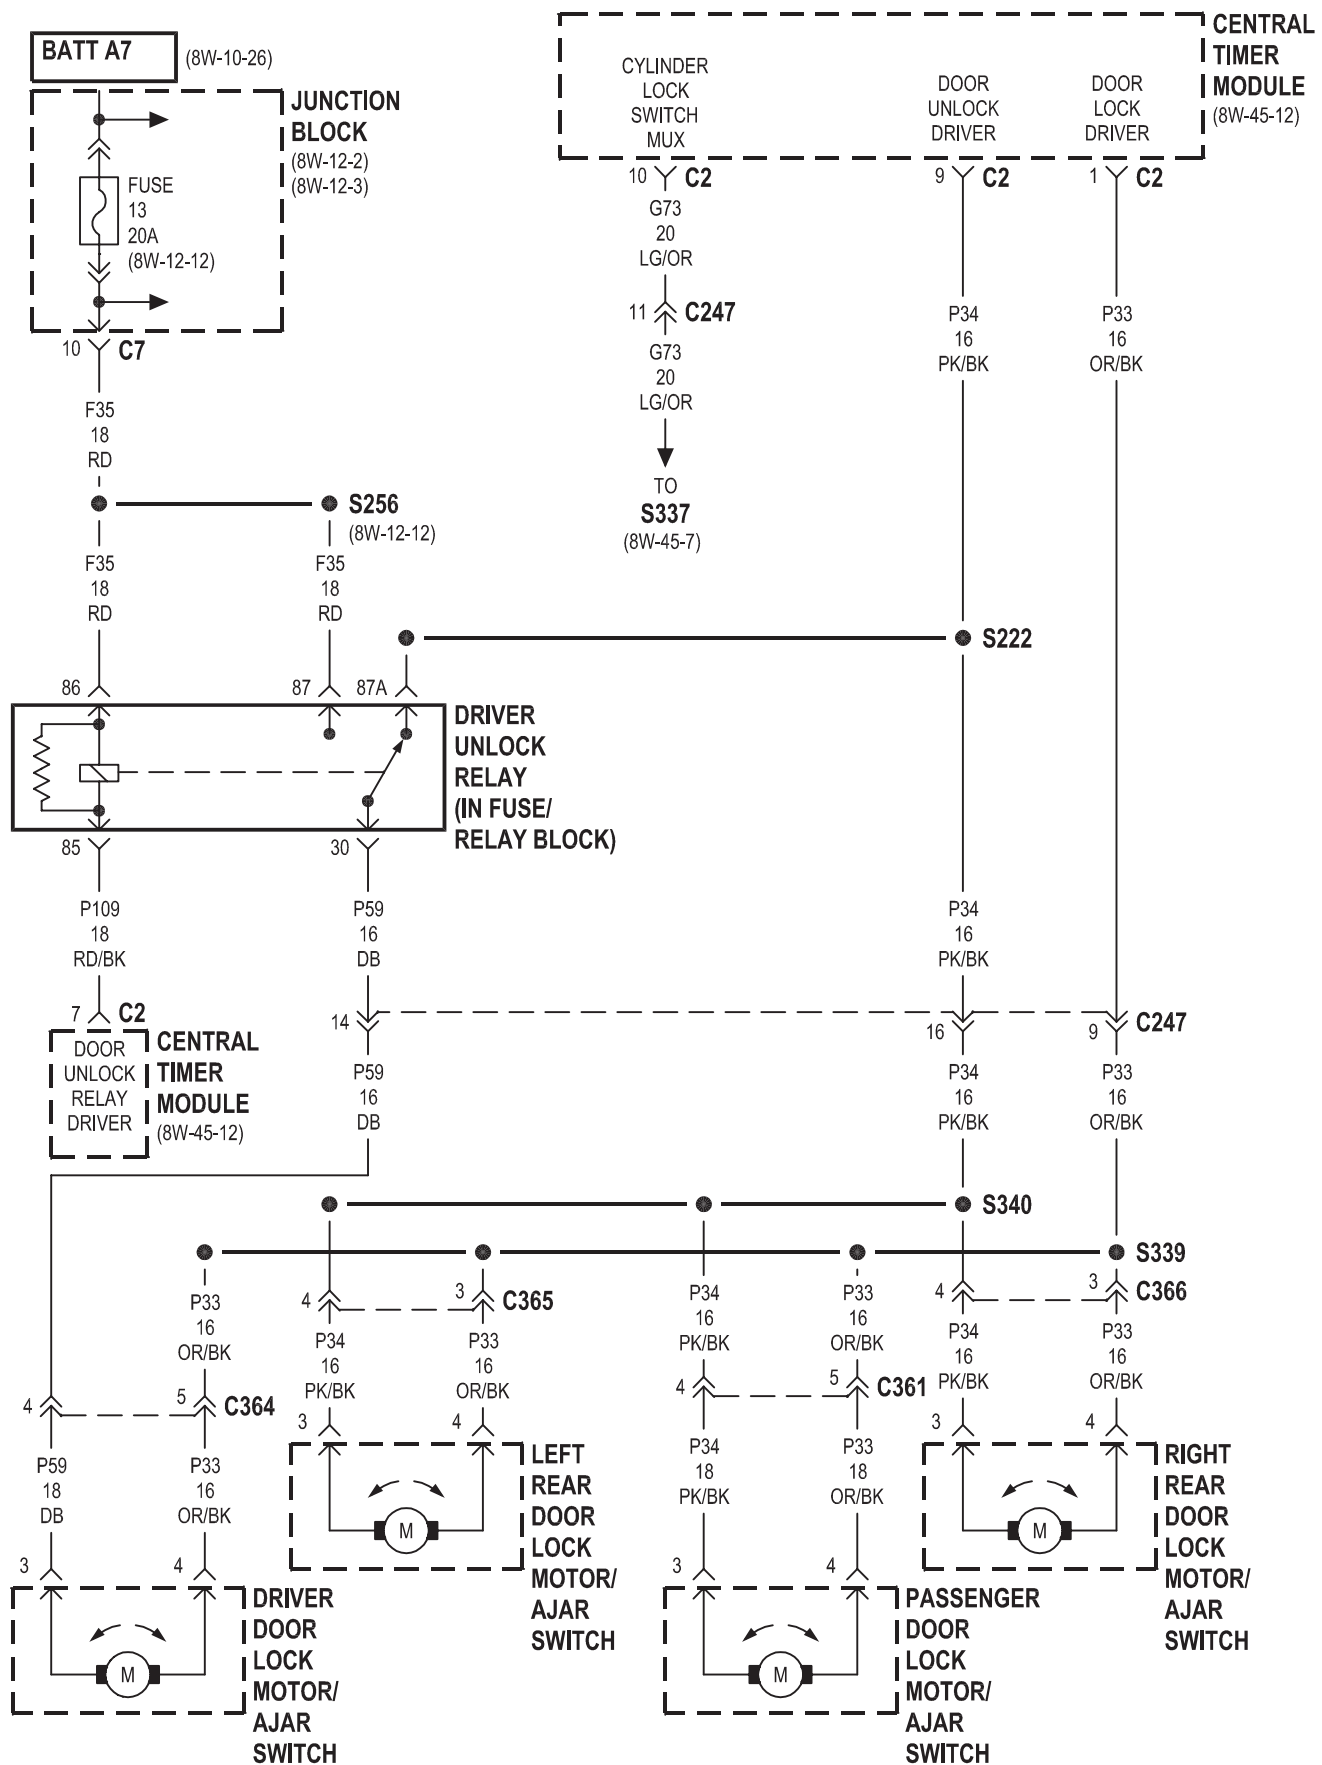 BATT A7
(8W-10-26)
JUNCTION
BLOCK
(8W-12-2)
(8W-12-3)
FUSE
13
20A
(8W-12-12)
10
C7
F35
18
RD
S256
(8W-12-12)
F35
18
RD
F35
18
RD
CENTRAL
TIMER
MODULE
(8W-45-12)
CYLINDER
LOCK
SWITCH
MUX
DOOR
UNLOCK
DRIVER
DOOR
LOCK
DRIVER
10
C2
9
C2
1
C2
G73
20
LG/OR
11
C247
G73
20
LG/OR
TO
S337
(8W-45-7)
P34
16
PK/BK
P33
16
OR/BK
S222
86
87
87A
DRIVER
UNLOCK
RELAY
(IN FUSE/
RELAY BLOCK)
85
30
P109
18
RD/BK
P59
16
DB
P34
16
PK/BK
7
C2
DOOR
UNLOCK
RELAY
DRIVER
CENTRAL
TIMER
MODULE
(8W-45-12)
14
16
9
C247
P59
16
DB
P34
16
PK/BK
P33
16
OR/BK
S340
S339
P33
16
OR/BK
4
3
C365
P34
16
PK/BK
P33
16
OR/BK
4
3
C366
P34
16
PK/BK
P33
16
OR/BK
P34
16
PK/BK
P33
16
OR/BK
4
5
C364
4
5
C361
3
4
3
4
P59
18
DB
P33
16
OR/BK
M
LEFT
REAR
DOOR
LOCK
MOTOR/
AJAR
SWITCH
P34
18
PK/BK
P33
18
OR/BK
M
RIGHT
REAR
DOOR
LOCK
MOTOR/
AJAR
SWITCH
3
4
M
DRIVER
DOOR
LOCK
MOTOR/
AJAR
SWITCH
3
4
M
PASSENGER
DOOR
LOCK
MOTOR/
AJAR
SWITCH